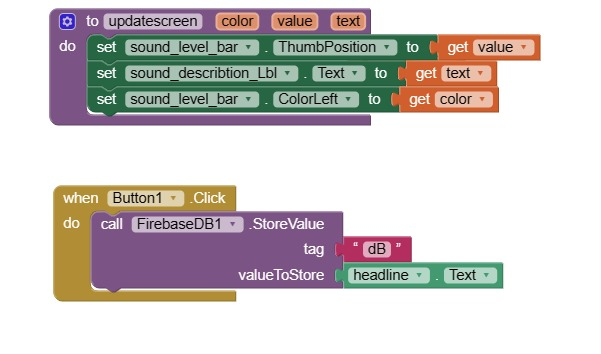 to updatescreen color value text
do set sound_level_bar . ThumbPosition to get value
set sound_describtion_Lbl . Text to get text
set sound_level_bar . ColorLeft to get color
when Button1 .Click
do call FirebaseDB1 .StoreValue
tag " dB "
valueToStore headline . Text